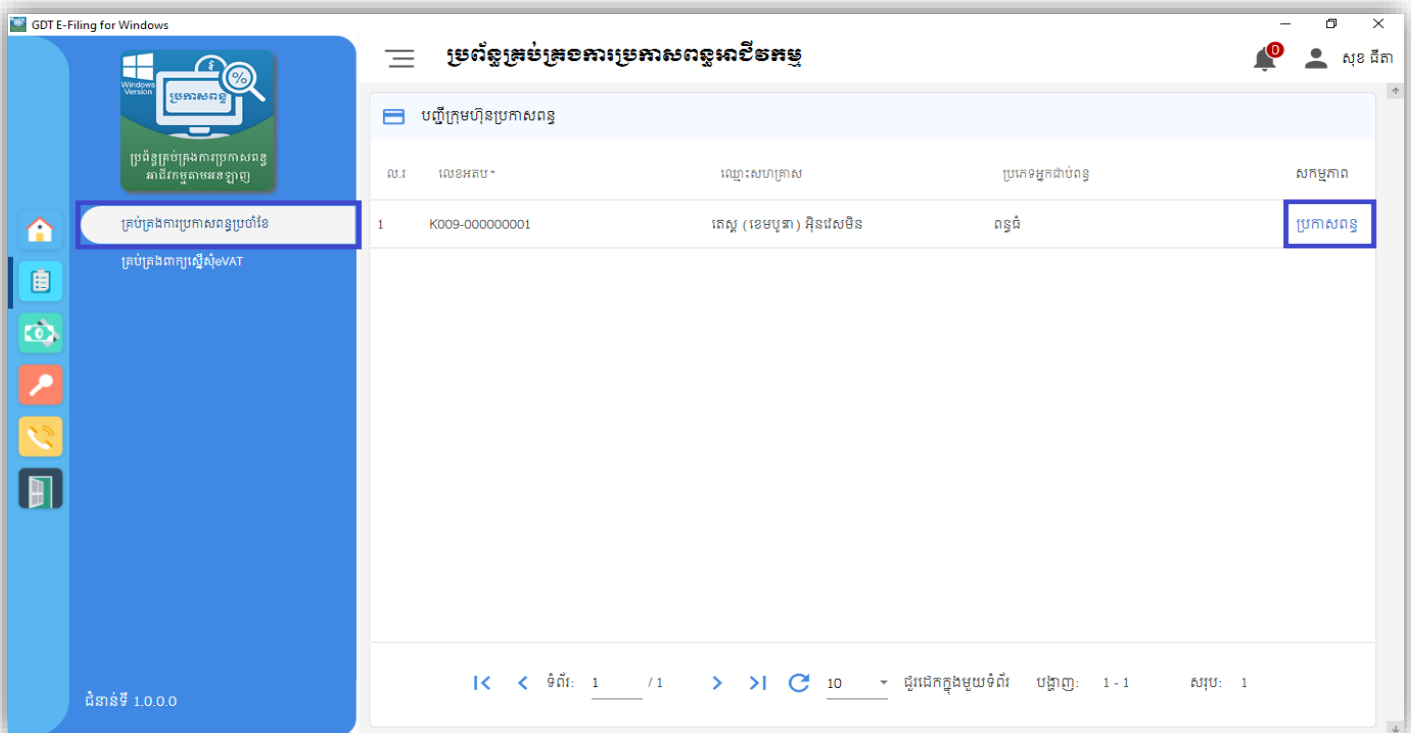 GDT E-Filing for Windows
Windows Version
ប្រកាសពន្ធ
ប្រព័ន្ធគ្រប់គ្រងការប្រកាសពន្ធ
អាជីវកម្មតាមអនឡាញ
ប្រព័ន្ធគ្រប់គ្រងការប្រកាសពន្ធអាជីវកម្ម
0
សុខ ធីតា
បញ្ជីក្រុមហ៊ុនប្រកាសពន្ធ
ល.រ លេខអតប ឈ្មោះសហគ្រាស ប្រភេទអ្នកជាប់ពន្ធ សកម្មភាព
គ្រប់គ្រងការប្រកាសពន្ធប្រចាំខែ
1 K009-000000001 តេស្ត (ខេមបូឌា) អ៊ិនវេសមិន ពន្ធធំ ប្រកាសពន្ធ
គ្រប់គ្រងពាក្យស្នើសុំeVAT
ទំព័រ: 1 / 1 10 ជួរដេកក្នុងមួយទំព័រ បង្ហាញ: 1 - 1 សរុប: 1
ជំនាន់ទី 1.0.0.0